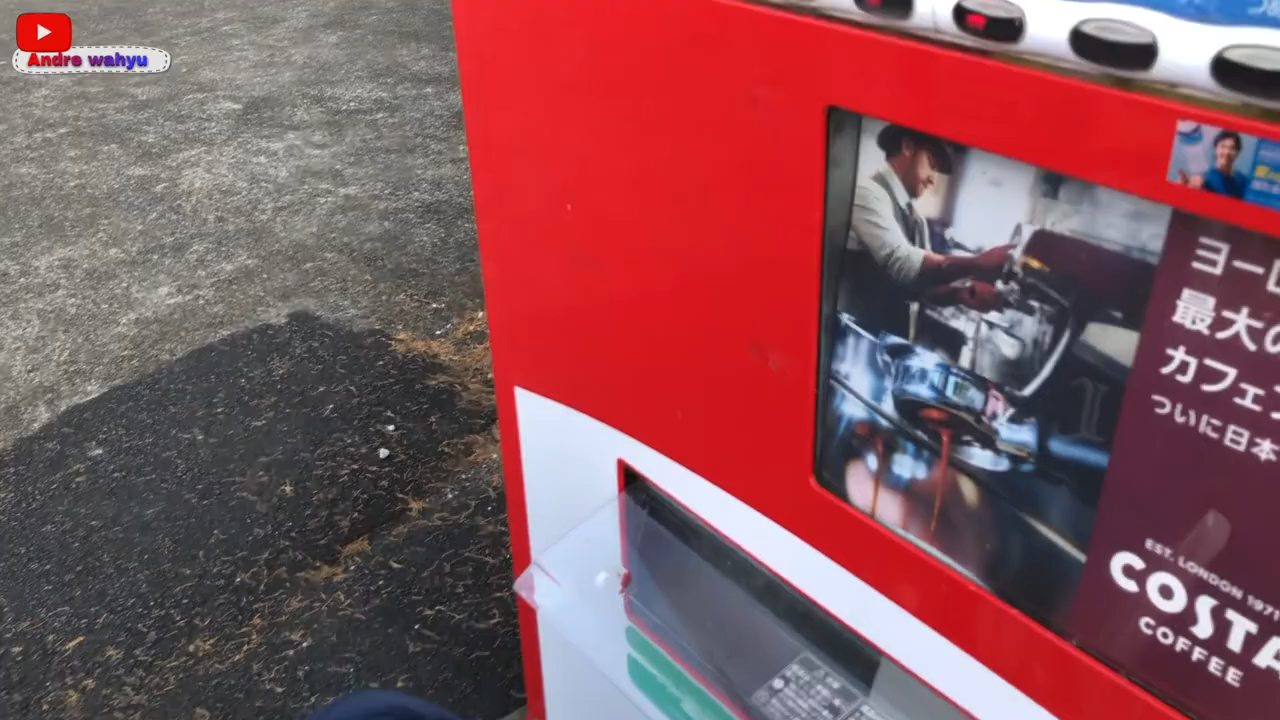 Andre wahyu
ヨーロ
最大の
カフェ
ついに日本
EST. LONDON 1971
COSTA
COFFEE